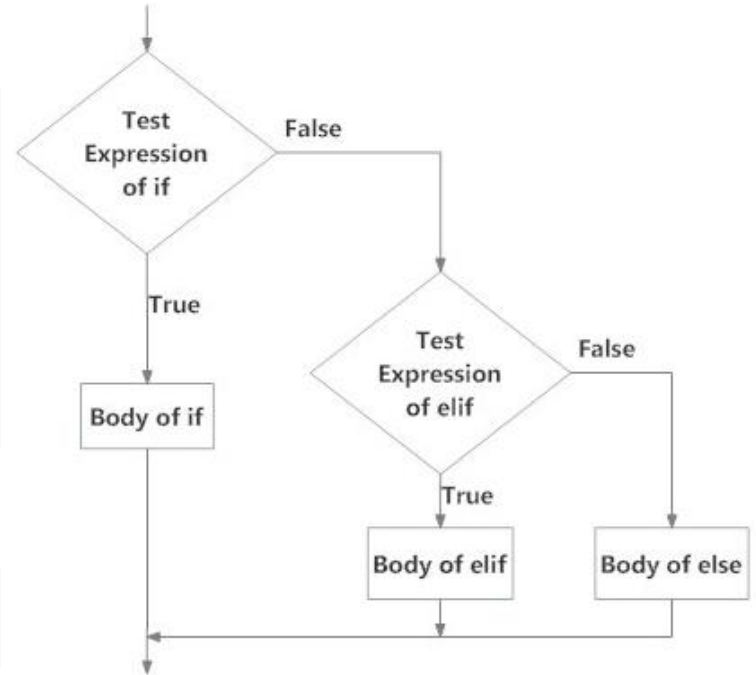 Test
Expression
of if
False
True
Body of if
Test
Expression
of elif
False
True
Body of elif
Body of else